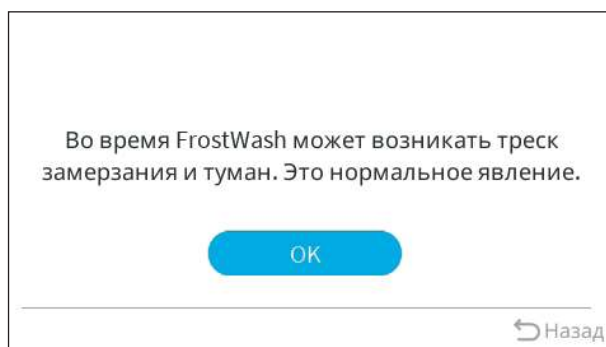 Во время FrostWash может возникать треск
замерзания и туман. Это нормальное явление.
OK
Назад